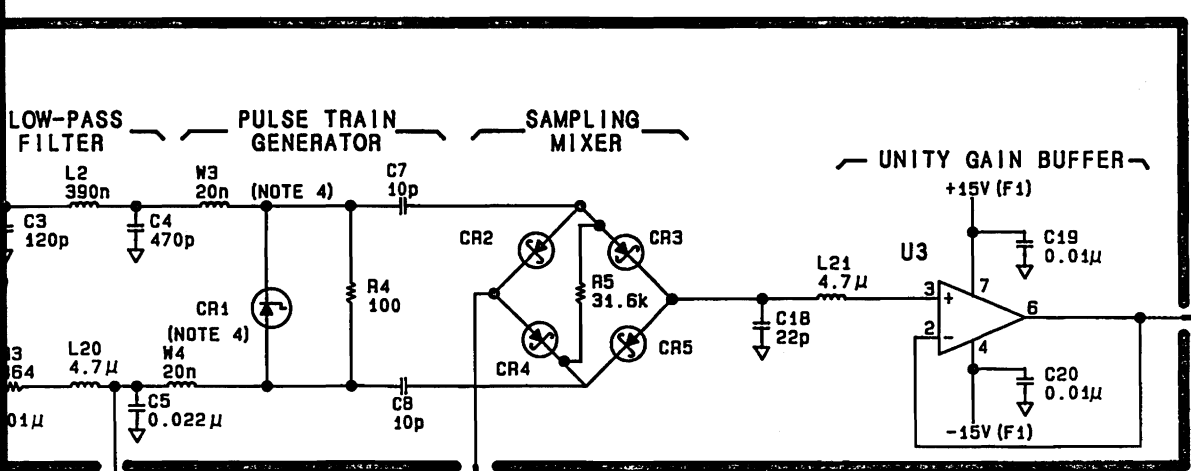 LOW-PASS
FILTER
PULSE TRAIN
GENERATOR
SAMPLING
MIXER
UNITY GAIN BUFFER
L2
390n
W3
20n
(NOTE 4)
C7
10p
+15V (F1)
C3
120p
C4
470p
CR2
CR3
U3
C19
0.01µ
R4
100
R5
31.6k
L21
4.7µ
CR1
(NOTE 4)
3
+
7
6
2
-
4
C18
22p
L20
4.7µ
W4
20n
CR4
CR5
C5
0.022µ
C8
10p
C20
0.01µ
-15V (F1)